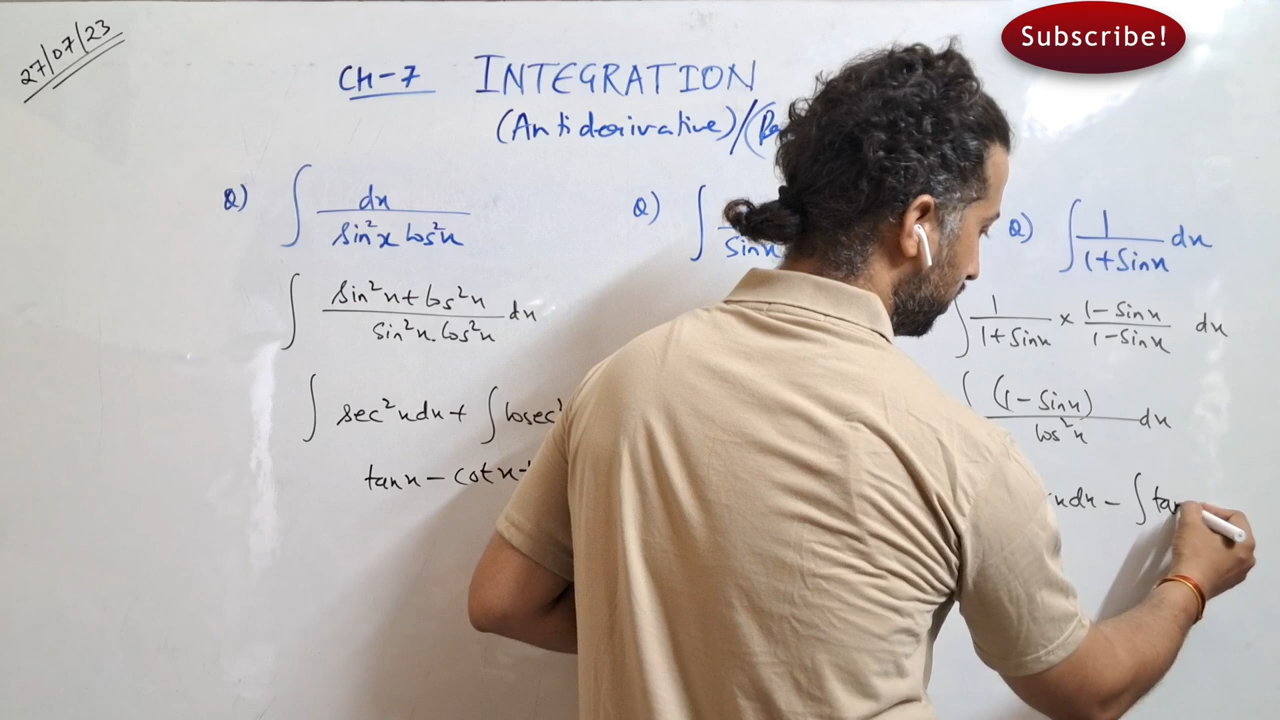 Subscribe!
27/07/23
CH-7 INTEGRATION
(Antiderivative)/(
Q) ∫ dx / sin²x cos²x
∫ sin²x + cos²x / sin²x.cos²x dx
∫ sec²x dx + ∫ cosec²
tanx - cotx
Q) ∫ / sinx
Q) ∫ 1 / 1+sinx dx
∫ 1 / 1+sinx × 1-sinx / 1-sinx dx
∫ (1-sinx) / cos²x dx
x dx - ∫ tan